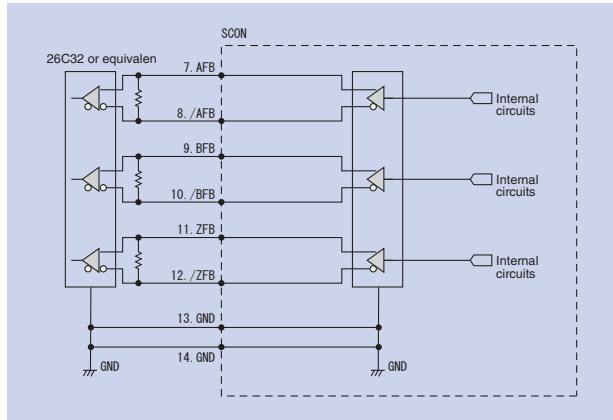 SCON
26C32 or equivalen
7. AFB
8. /AFB
Internal
circuits
9. BFB
10. /BFB
Internal
circuits
11. ZFB
12. /ZFB
Internal
circuits
13. GND
14. GND
GND
GND